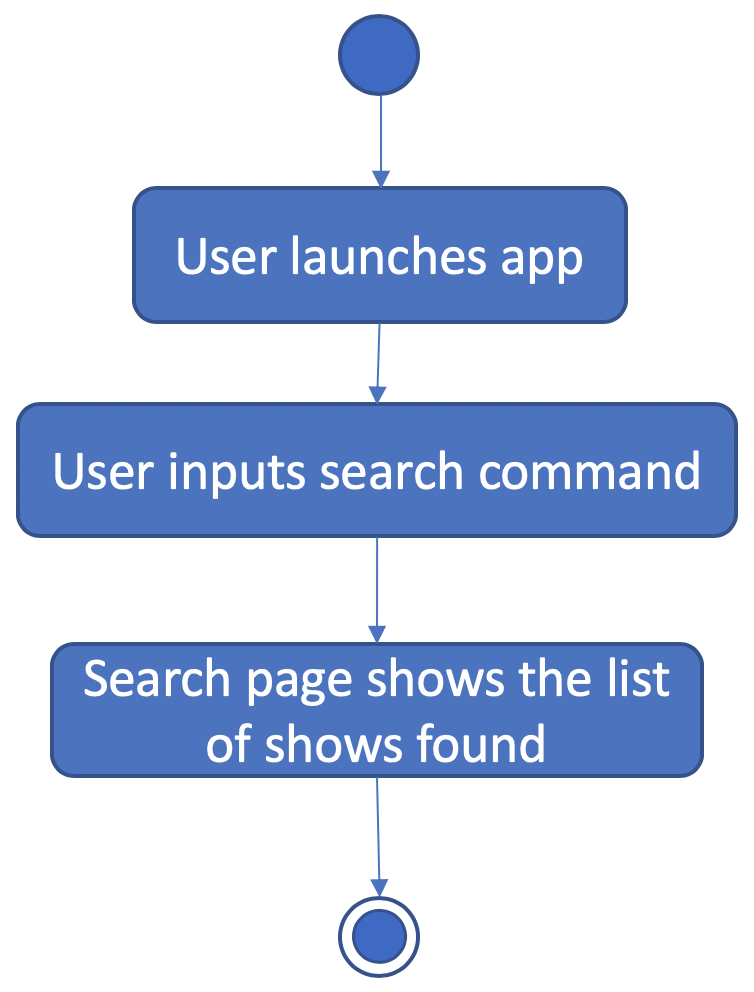 User launches app
User inputs search command
Search page shows the list
of shows found